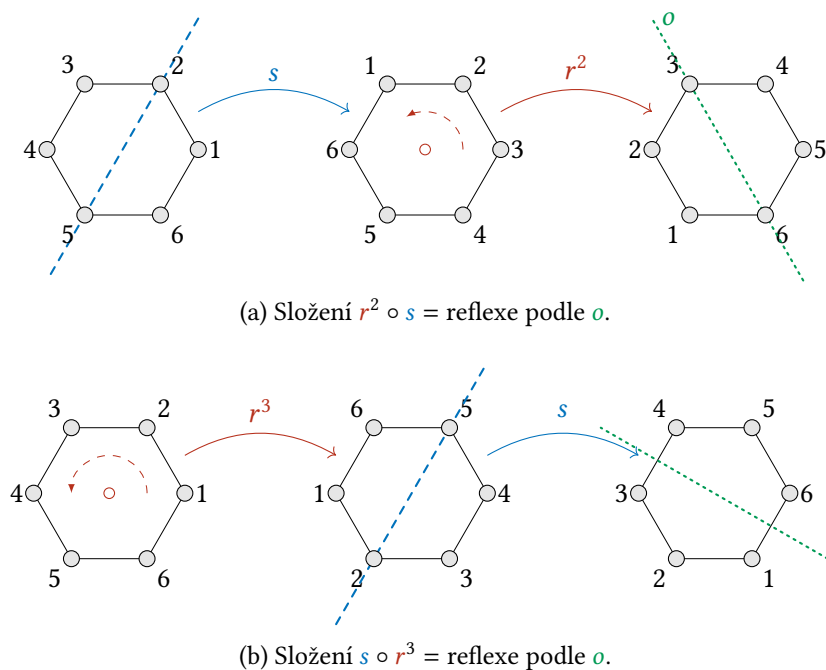 3 2 s 1 2 r² o 3 4
4 1 6 3 2 5
5 6 5 4 1 6
(a) Složení r² ∘ s = reflexe podle o.
3 2 r³ 6 5 s 4 5
4 1 1 4 3 6
5 6 2 3 2 1
(b) Složení s ∘ r³ = reflexe podle o.